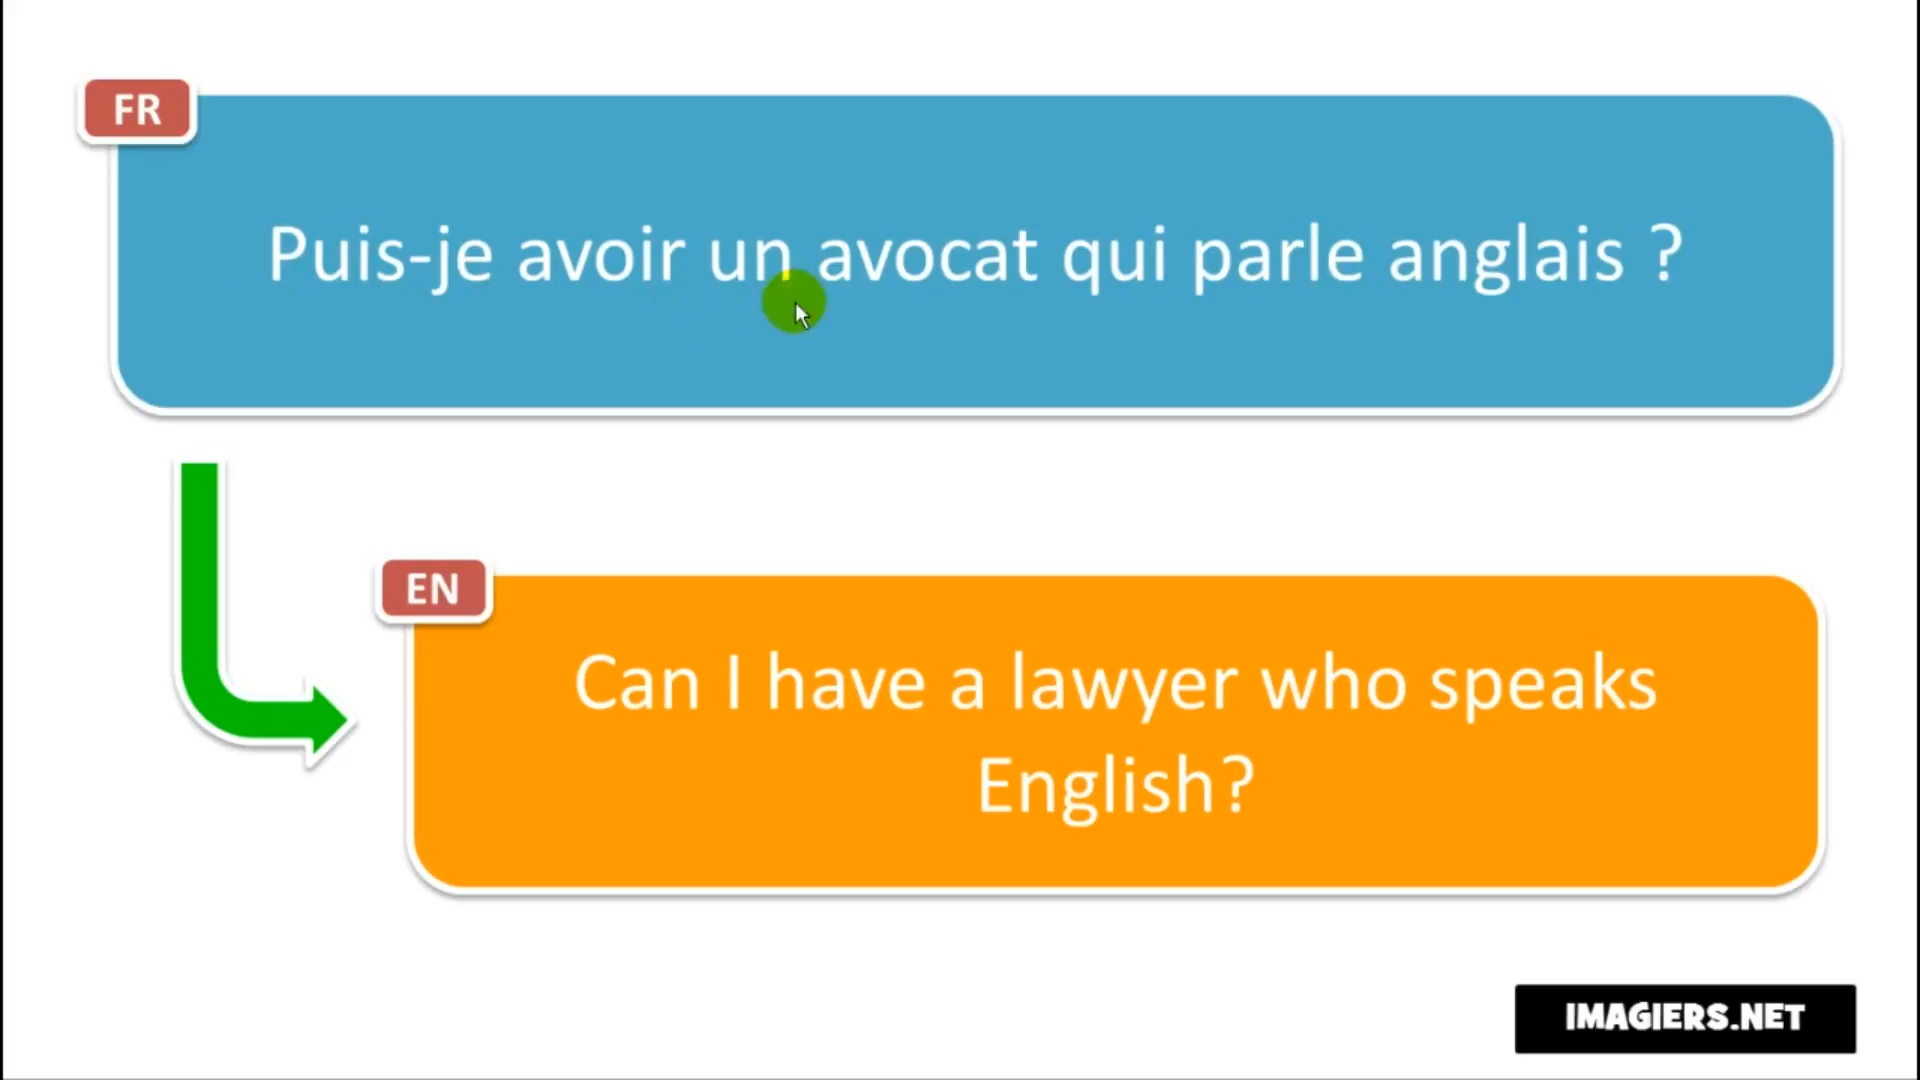 FR
Puis-je avoir un avocat qui parle anglais ?
EN
Can I have a lawyer who speaks
English?
IMAGIERS.NET